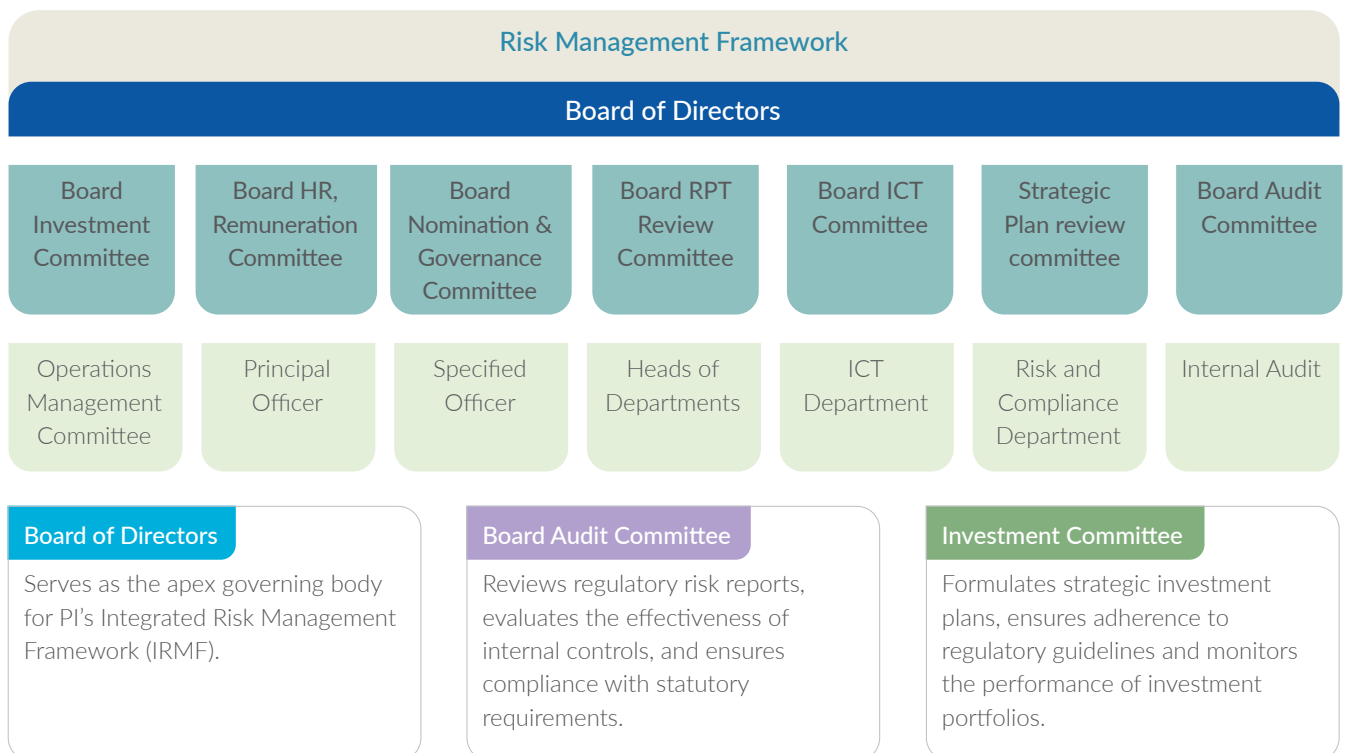 Risk Management Framework
Board of Directors
Board
Investment
Committee
Board HR,
Remuneration
Committee
Board
Nomination &
Governance
Committee
Board RPT
Review
Committee
Board ICT
Committee
Strategic
Plan review
committee
Board Audit
Committee
Operations
Management
Committee
Principal
Officer
Specified
Officer
Heads of
Departments
ICT
Department
Risk and
Compliance
Department
Internal Audit
Board of Directors
Serves as the apex governing body
for PI's Integrated Risk Management
Framework (IRMF).
Board Audit Committee
Reviews regulatory risk reports,
evaluates the effectiveness of
internal controls, and ensures
compliance with statutory
requirements.
Investment Committee
Formulates strategic investment
plans, ensures adherence to
regulatory guidelines and monitors
the performance of investment
portfolios.